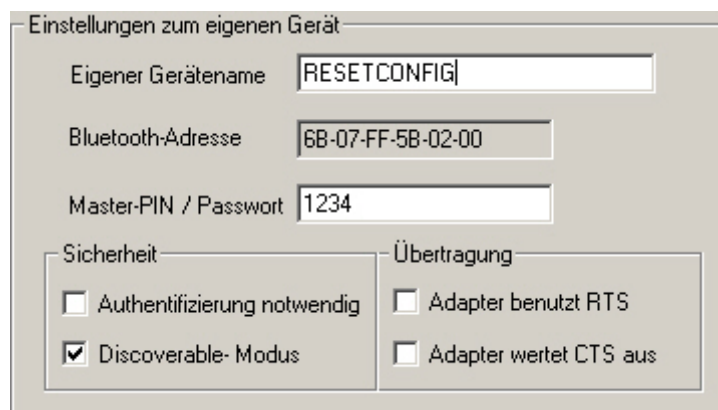 Einstellungen zum eigenen Gerät
Eigener Gerätename RESETCONFIG
Bluetooth-Adresse 6B-07-FF-5B-02-00
Master-PIN / Passwort 1234
Sicherheit Übertragung
Authentifizierung notwendig Adapter benutzt RTS
Discoverable- Modus Adapter wertet CTS aus